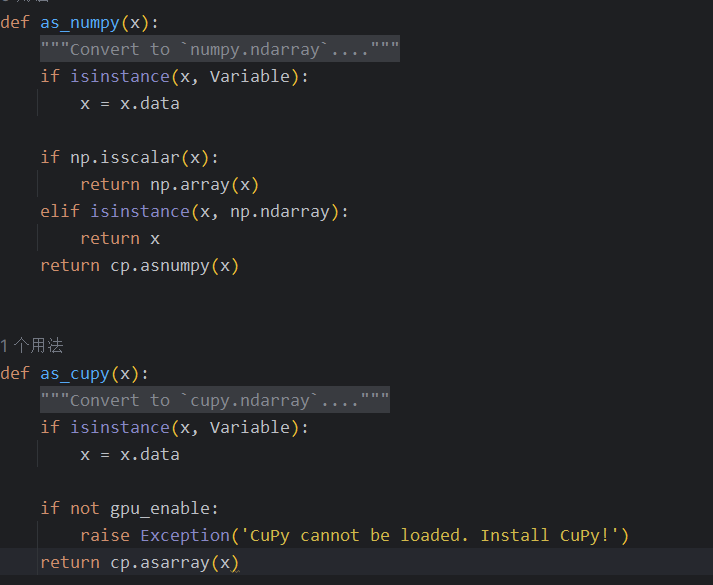 def as_numpy(x):
    """Convert to `numpy.ndarray`...."""
    if isinstance(x, Variable):
        x = x.data
    if np.isscalar(x):
        return np.array(x)
    elif isinstance(x, np.ndarray):
        return x
    return cp.asnumpy(x)
1 个用法
def as_cupy(x):
    """Convert to `cupy.ndarray`...."""
    if isinstance(x, Variable):
        x = x.data
    if not gpu_enable:
        raise Exception('CuPy cannot be loaded. Install CuPy!')
    return cp.asarray(x)